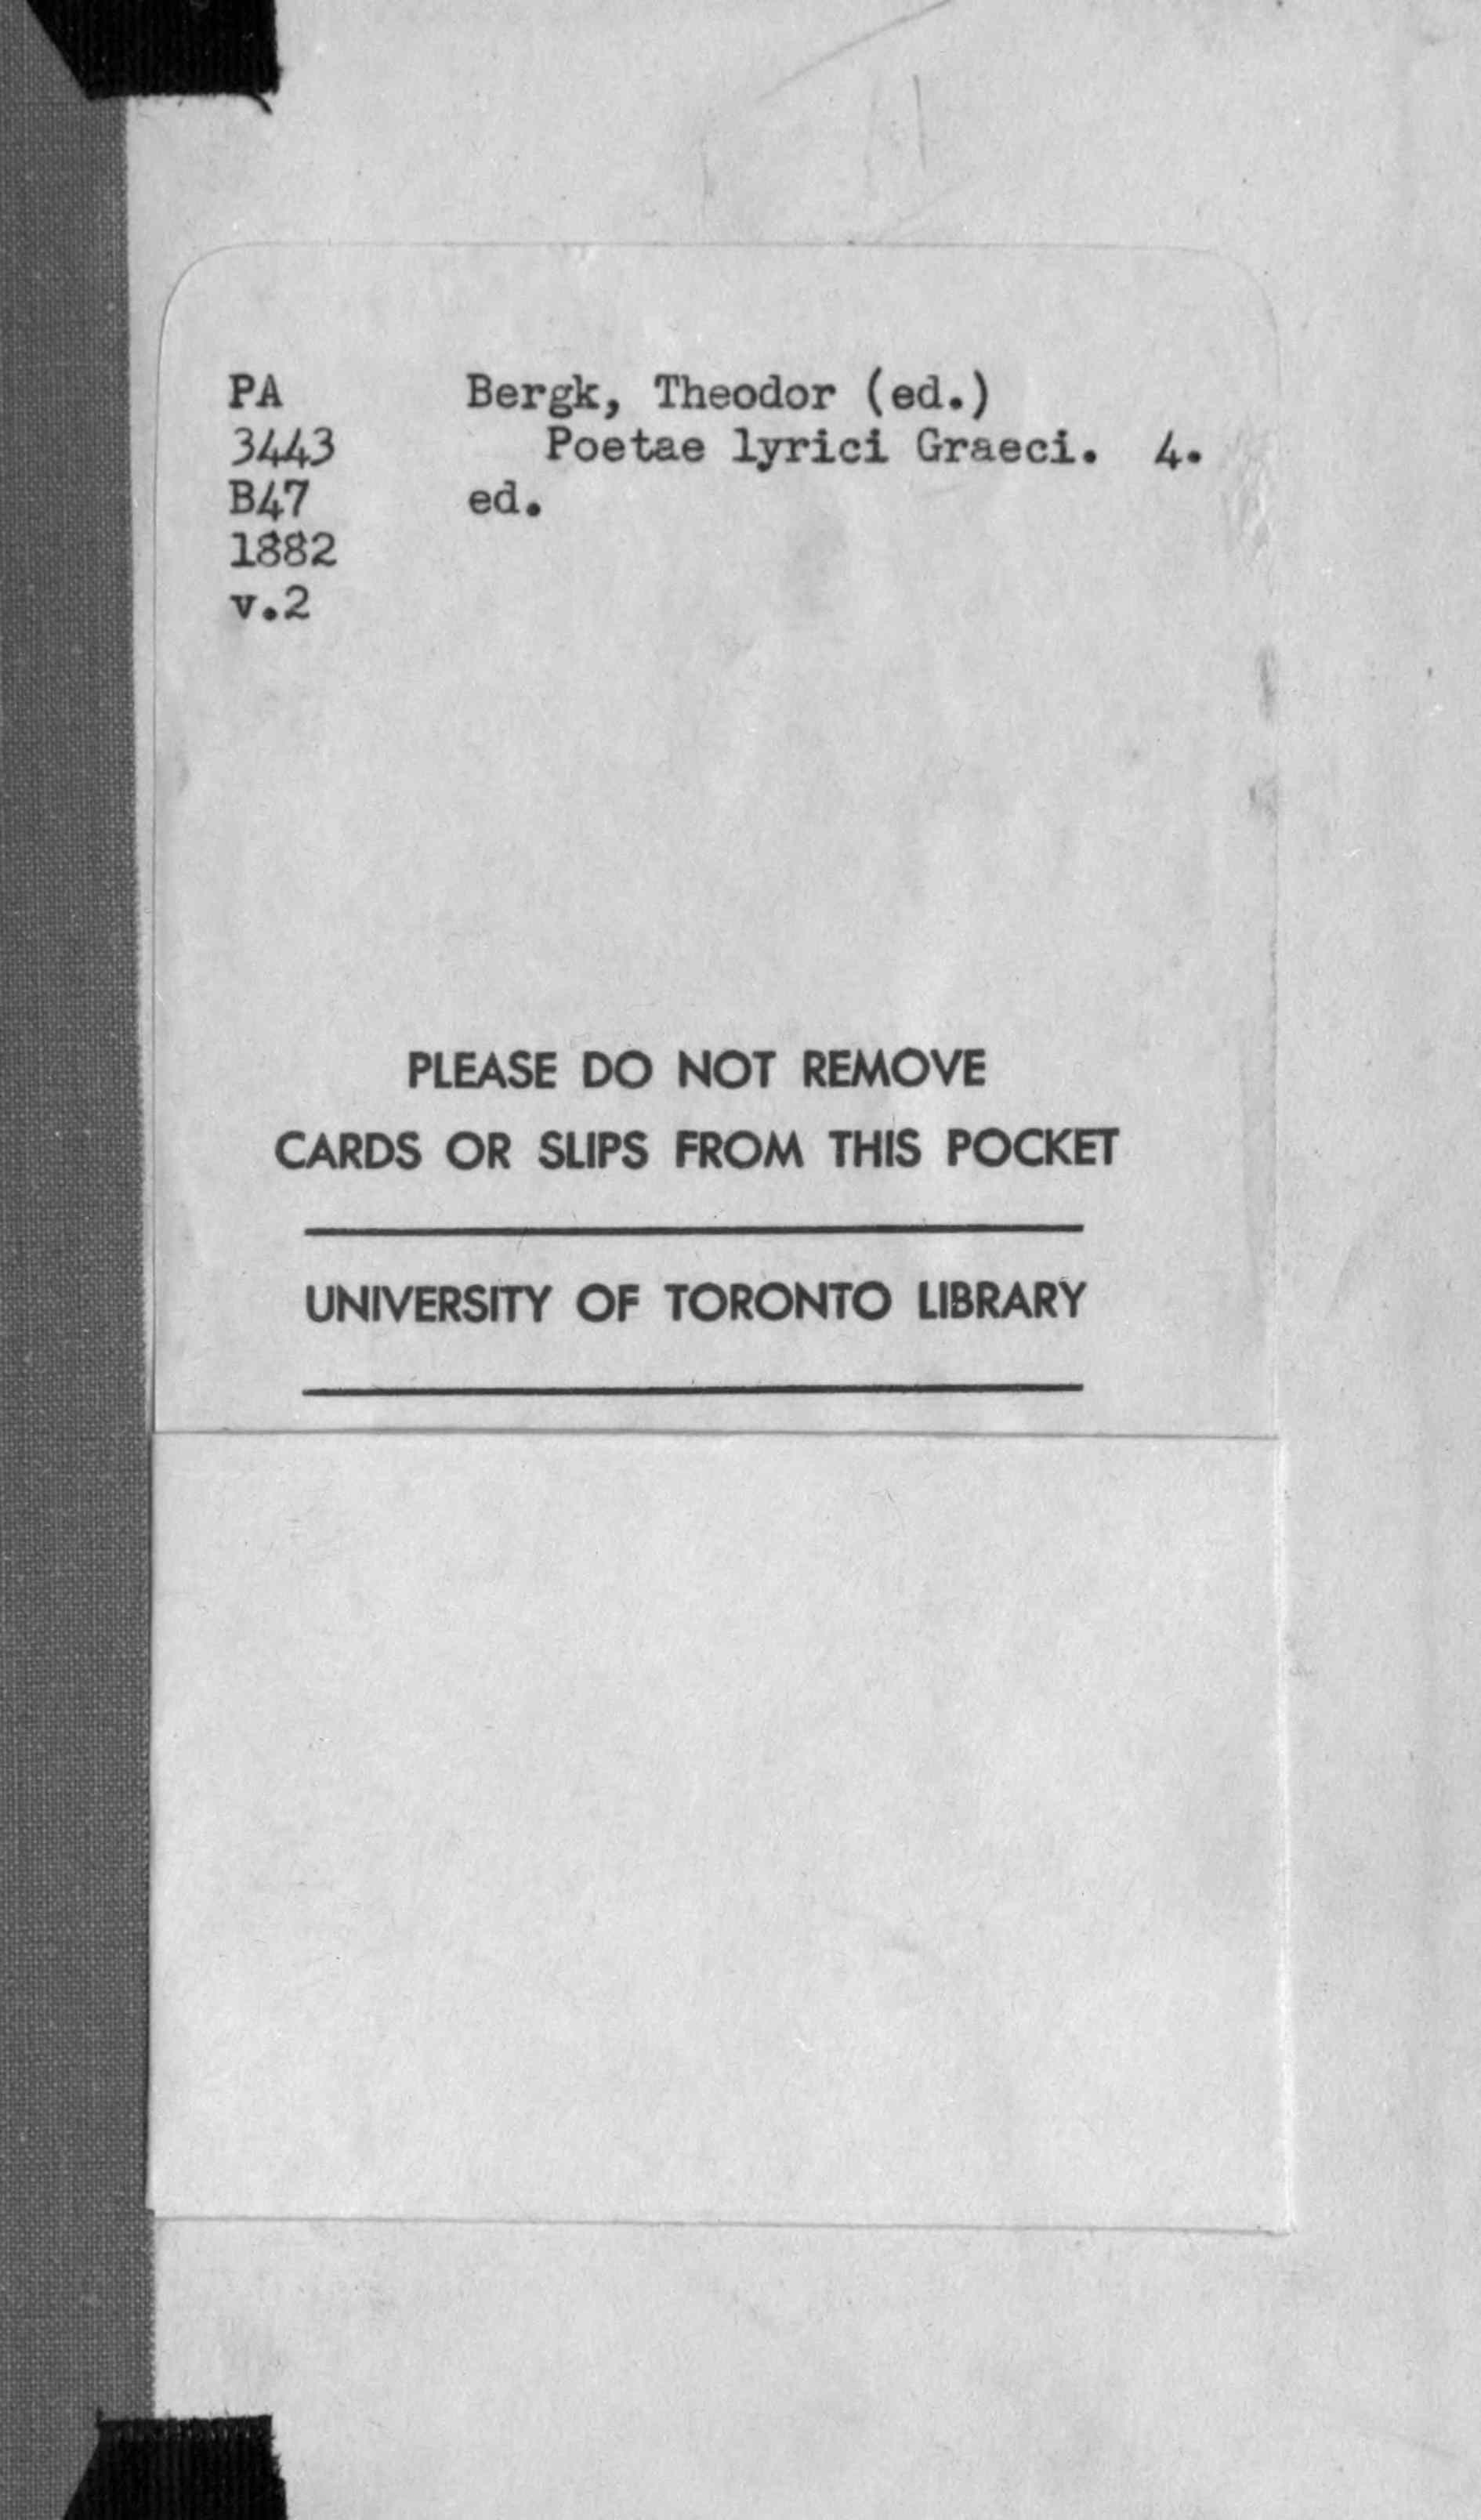 PA Bergk, Theodor (ed.)
3443 Poetae lyrici Graeci. 4.
B47 ed.
1882
v.2
PLEASE DO NOT REMOVE
CARDS OR SLIPS FROM THIS POCKET
UNIVERSITY OF TORONTO LIBRARY